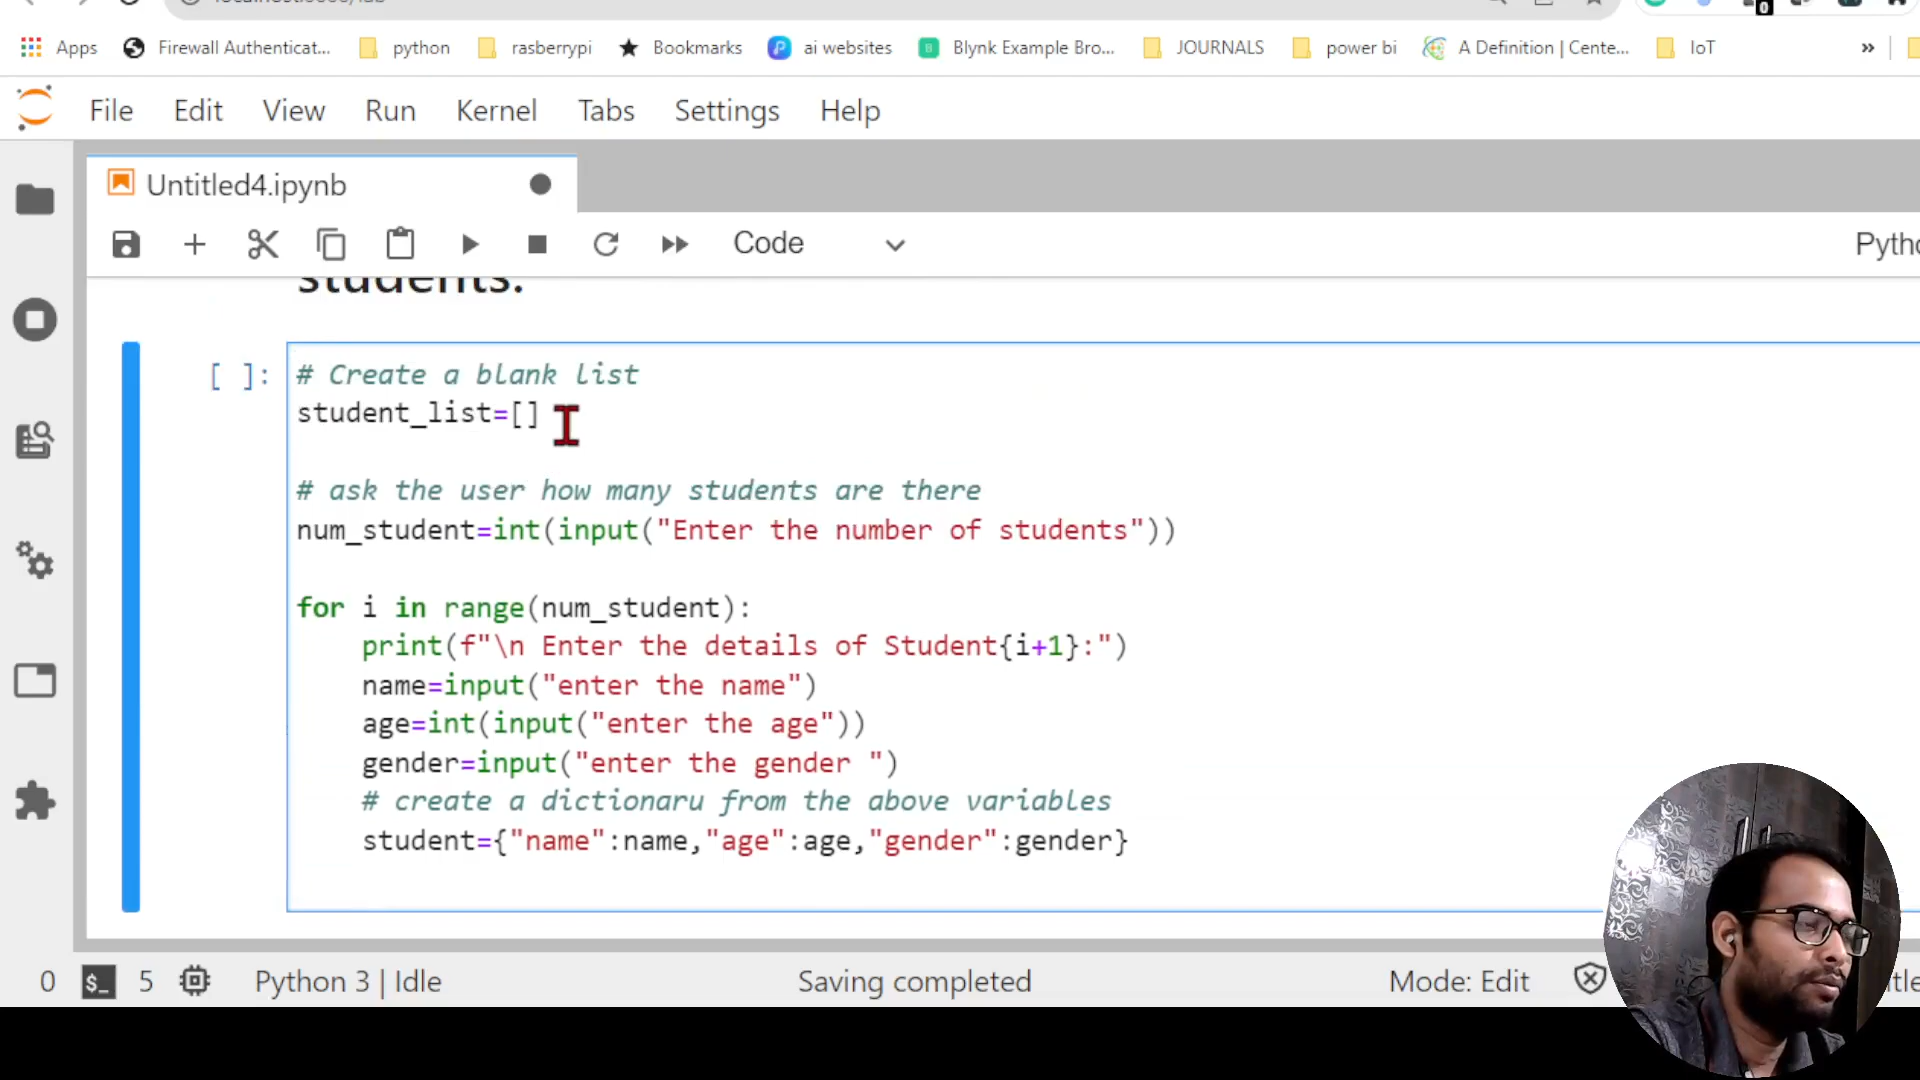 Apps Firewall Authenticat... python rasberrypi Bookmarks ai websites Blynk Example Bro... JOURNALS power bi A Definition | Cente... IoT »
File Edit View Run Kernel Tabs Settings Help
Untitled4.ipynb
Code
students.
[ ]:
# Create a blank list
student_list=[]
# ask the user how many students are there
num_student=int(input("Enter the number of students"))
for i in range(num_student):
print(f"\n Enter the details of Student{i+1}:")
name=input("enter the name")
age=int(input("enter the age"))
gender=input("enter the gender ")
# create a dictionaru from the above variables
student={"name":name,"age":age,"gender":gender}
0 $_ 5 Python 3 | Idle Saving completed Mode: Edit